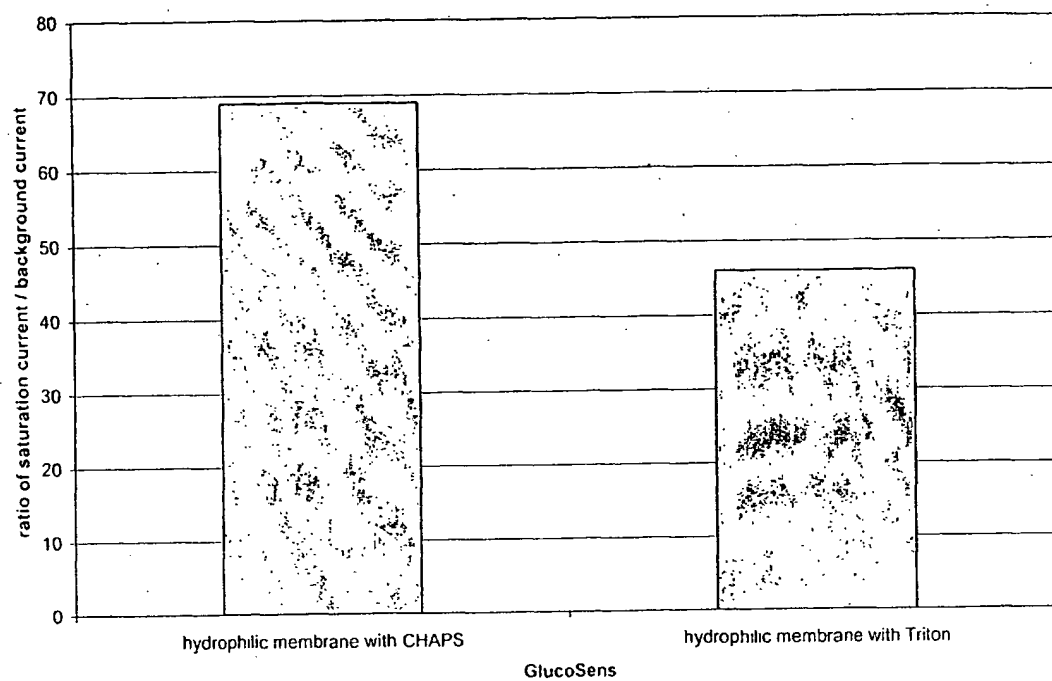 80
70
60
50
40
30
20
10
0
ratio of saturation current / background current
hydrophilic membrane with CHAPS
hydrophilic membrane with Triton
GlucoSens